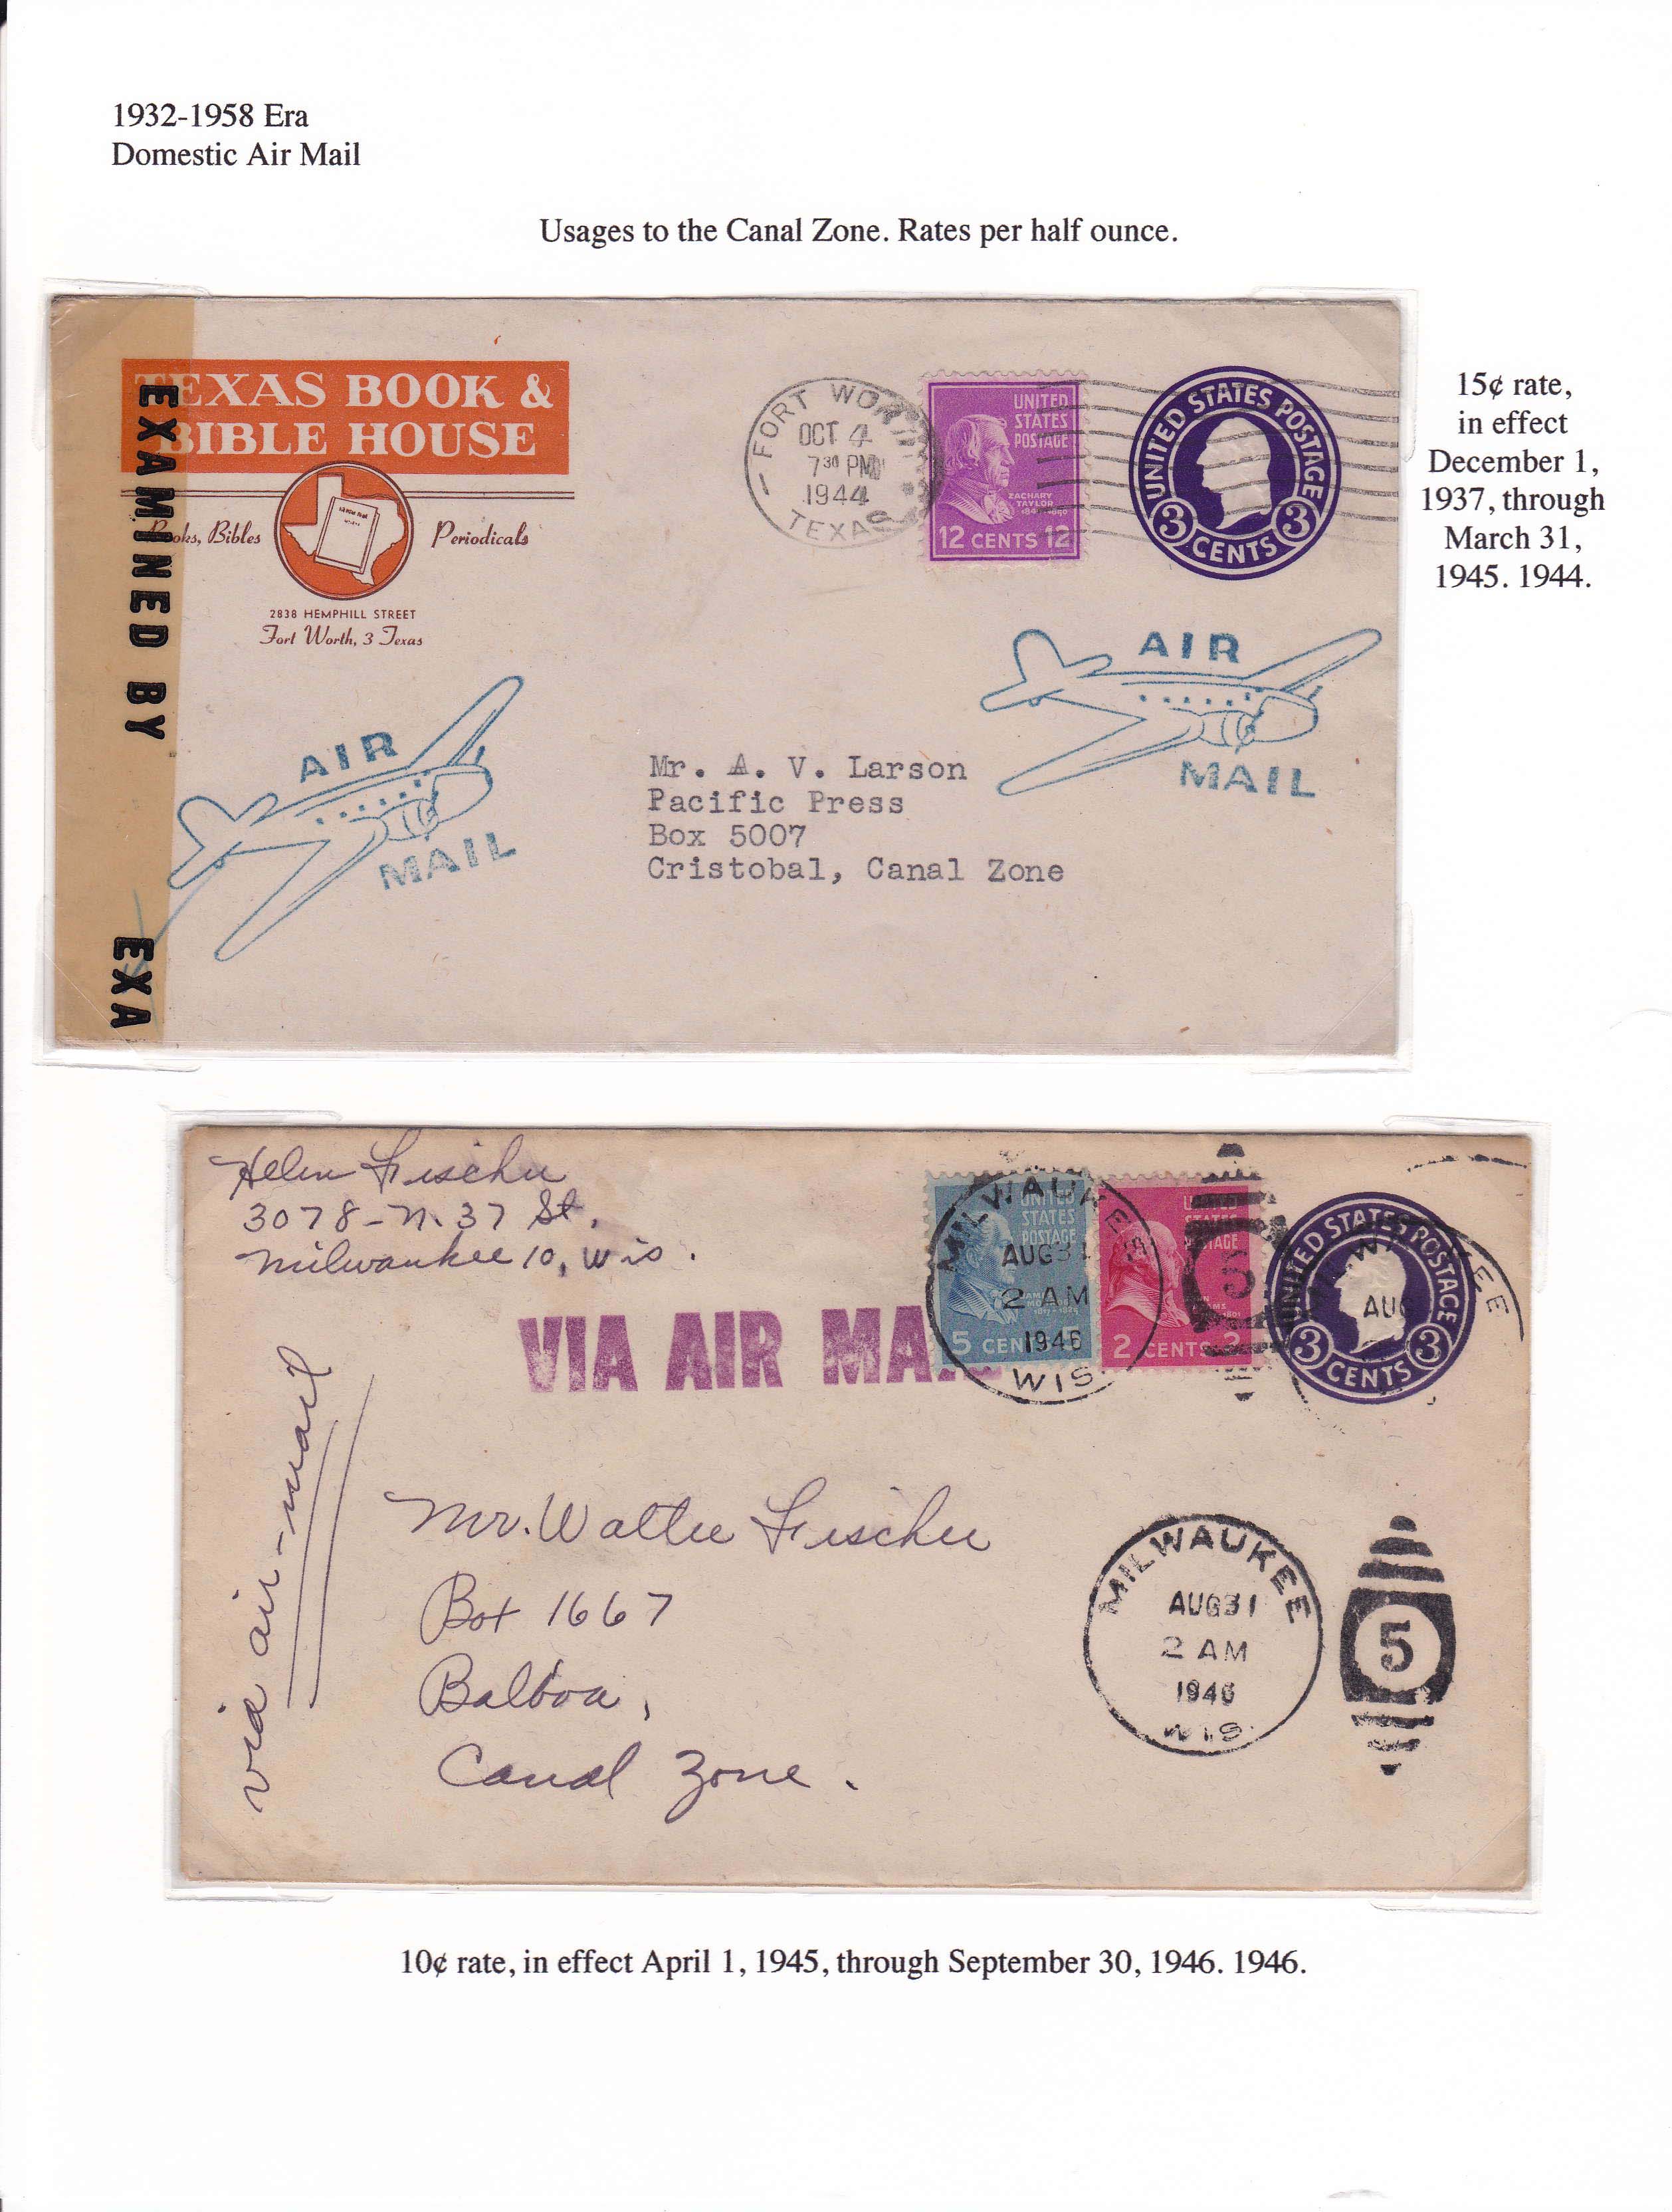 1932-1958 Era
Domestic Air Mail
Usages to the Canal Zone. Rates per half ounce.
TEXAS BOOK &
BIBLE HOUSE
Books, Bibles
Periodicals
2838 HEMPHILL STREET
Fort Worth, 3 Texas
EXAMINED BY
EXA
FORT WORTH
OCT 4
7 30 PM
1944
TEXAS
UNITED
STATES
POSTAGE
ZACHARY
TAYLOR
12 CENTS 12
UNITED STATES POSTAGE
3 CENTS 3
AIR
MAIL
AIR
MAIL
Mr. A. V. Larson
Pacific Press
Box 5007
Cristobal, Canal Zone
15¢ rate,
in effect
December 1,
1937, through
March 31,
1945. 1944.
Helen Fischer
3078-N. 37 St.
Milwaukee 10, Wis.
VIA AIR MAIL
via air-mail
MILWAUKEE
AUG 31
2 AM
1946
WIS.
UNITED
STATES
POSTAGE
5 CENTS 5
2 CENTS 2
5
UNITED STATES POSTAGE
3 CENTS 3
AUG
Mr. Walter Fischer
Box 1667
Balboa,
Canal Zone.
MILWAUKEE
AUG 31
2 AM
1946
WIS.
5
10¢ rate, in effect April 1, 1945, through September 30, 1946. 1946.